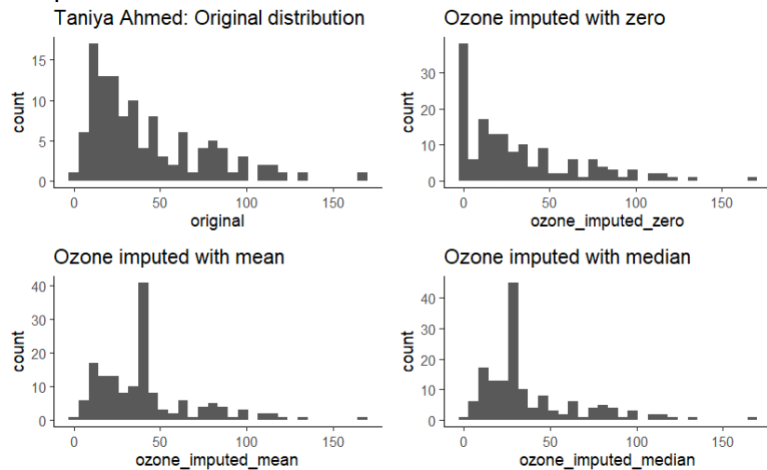 Taniya Ahmed: Original distribution
count
15
10
5
0
0 50 100 150
original
Ozone imputed with zero
count
30
20
10
0
0 50 100 150
ozone_imputed_zero
Ozone imputed with mean
count
40
30
20
10
0
0 50 100 150
ozone_imputed_mean
Ozone imputed with median
count
40
30
20
10
0
0 50 100 150
ozone_imputed_median